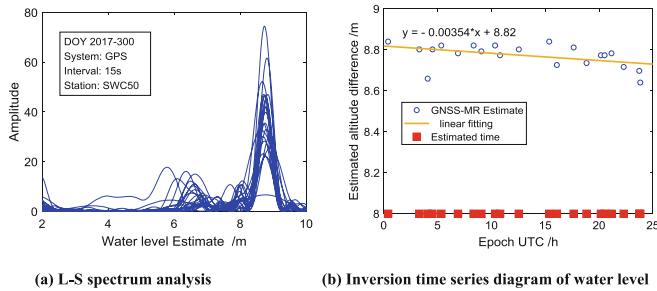 DOY 2017-300
System: GPS
Interval: 15s
Station: SWC50
80
60
40
20
0
Amplitude
2
4
6
8
10
Water level Estimate /m
(a) L-S spectrum analysis
y = - 0.00354*x + 8.82
GNSS-MR Estimate
linear fitting
Estimated time
9
8.8
8.6
8.4
8.2
8
Estimated altitude difference /m
0
5
10
15
20
25
Epoch UTC /h
(b) Inversion time series diagram of water level